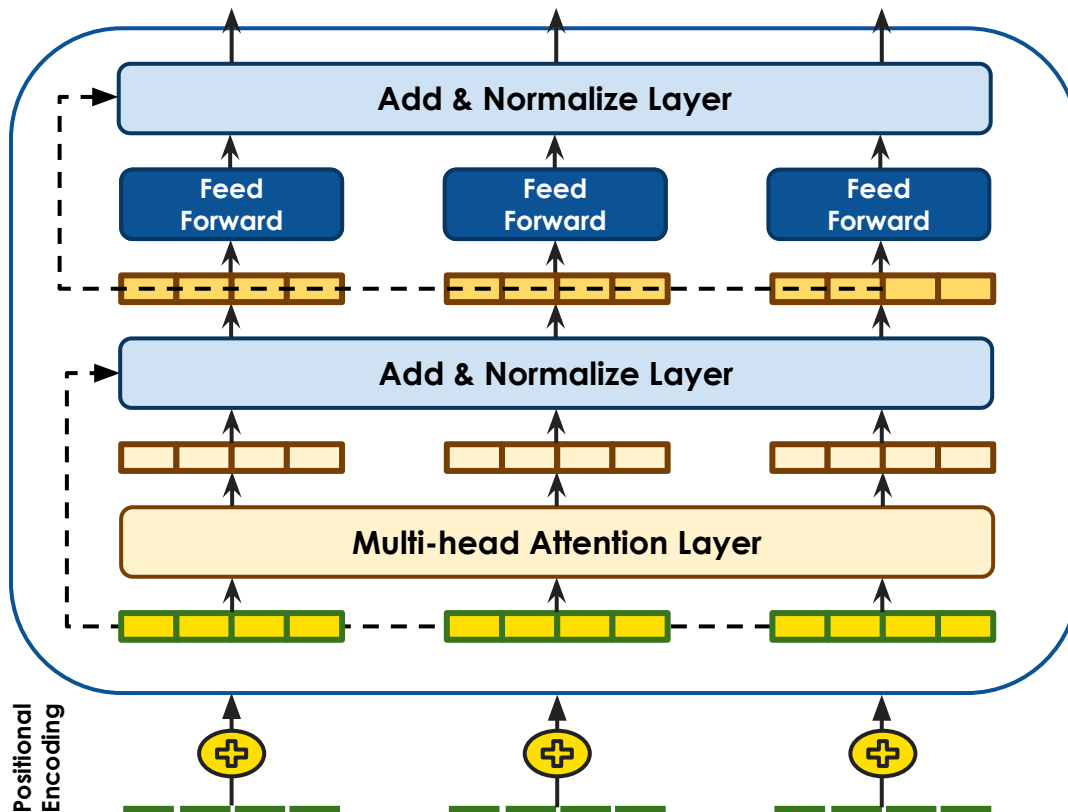 Add & Normalize Layer
Feed
Forward
Feed
Forward
Feed
Forward
Add & Normalize Layer
Multi-head Attention Layer
Positional
Encoding